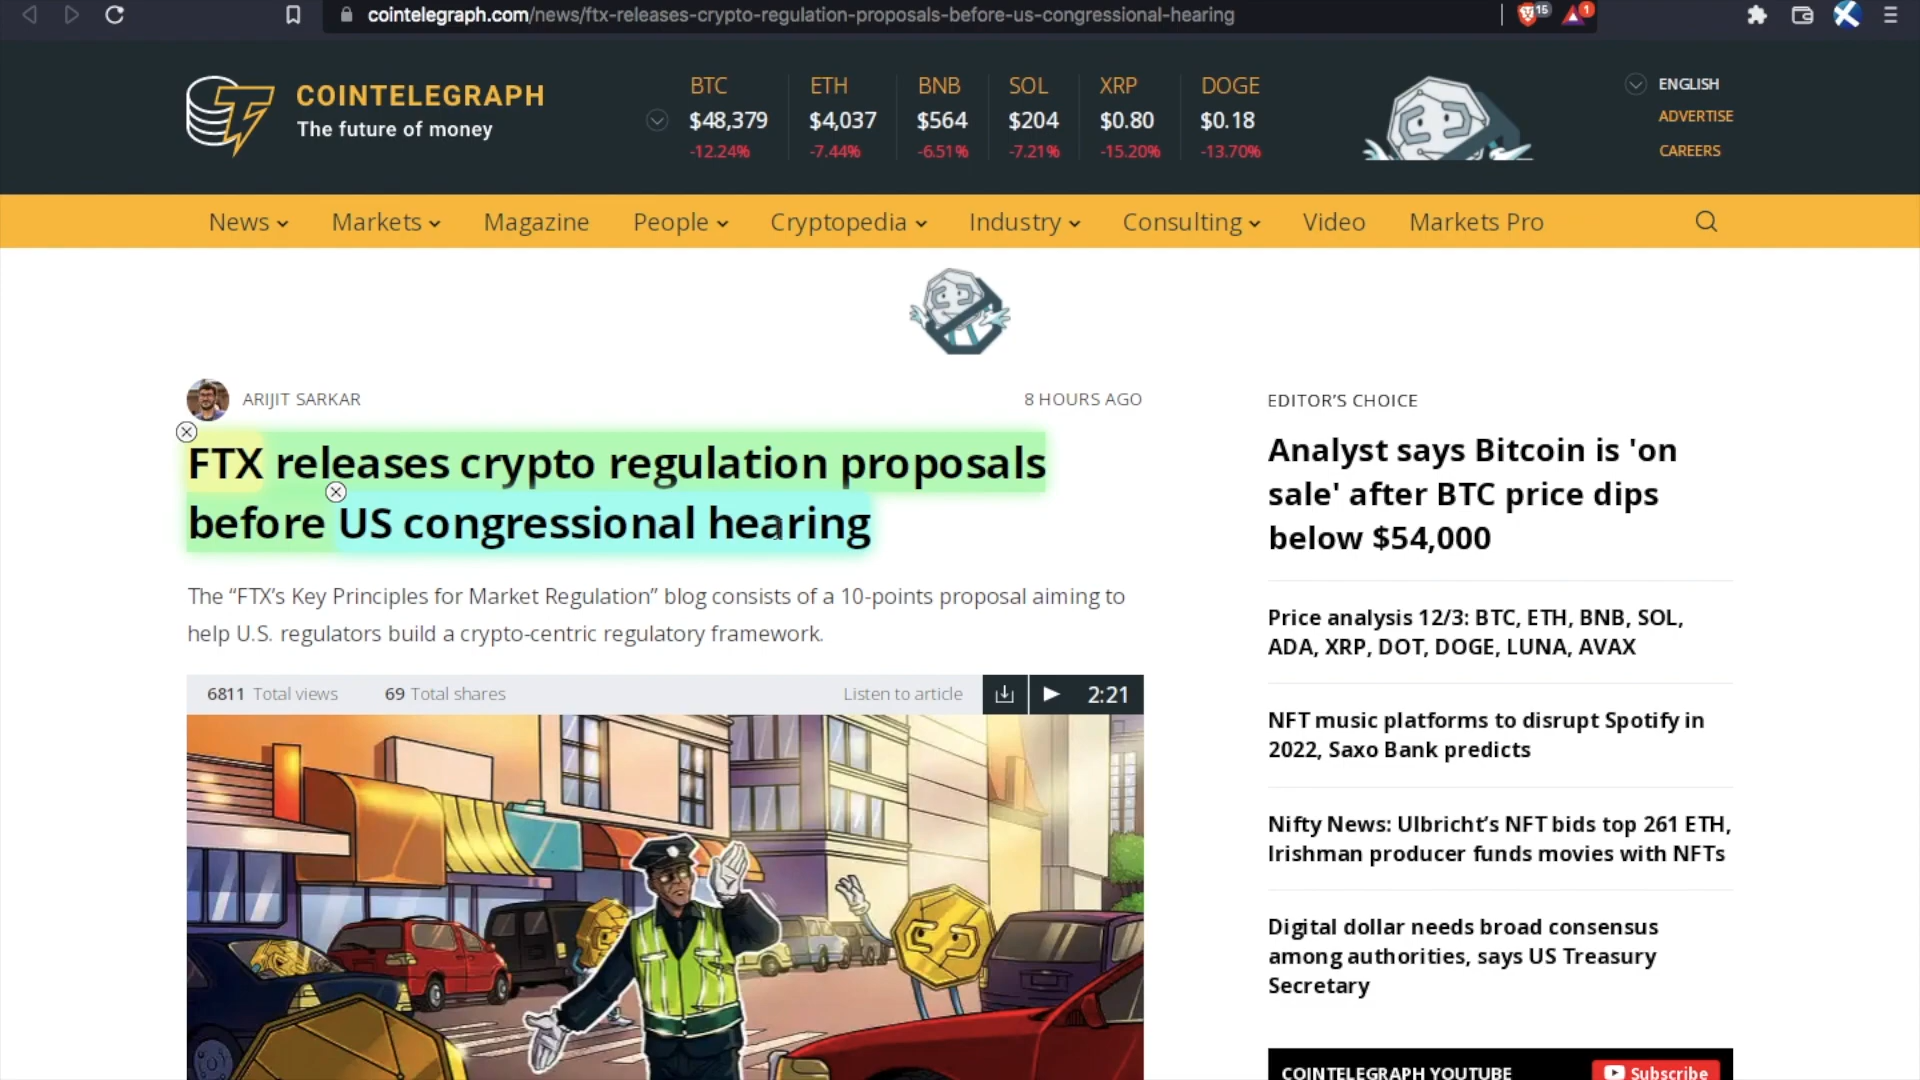 cointelegraph.com/news/ftx-releases-crypto-regulation-proposals-before-us-congressional-hearing
15
1
COINTELEGRAPH
The future of money
BTC ETH BNB SOL XRP DOGE
$48,379 $4,037 $564 $204 $0.80 $0.18
-12.24% -7.44% -6.51% -7.21% -15.20% -13.70%
ENGLISH
ADVERTISE
CAREERS
News Markets Magazine People Cryptopedia Industry Consulting Video Markets Pro
ARIJIT SARKAR
8 HOURS AGO
FTX releases crypto regulation proposals
before US congressional hearing
The “FTX’s Key Principles for Market Regulation” blog consists of a 10-points proposal aiming to
help U.S. regulators build a crypto-centric regulatory framework.
6811 Total views 69 Total shares Listen to article 2:21
EDITOR’S CHOICE
Analyst says Bitcoin is 'on
sale' after BTC price dips
below $54,000
Price analysis 12/3: BTC, ETH, BNB, SOL,
ADA, XRP, DOT, DOGE, LUNA, AVAX
NFT music platforms to disrupt Spotify in
2022, Saxo Bank predicts
Nifty News: Ulbricht’s NFT bids top 261 ETH,
Irishman producer funds movies with NFTs
Digital dollar needs broad consensus
among authorities, says US Treasury
Secretary
COINTELEGRAPH YOUTUBE
Subscribe